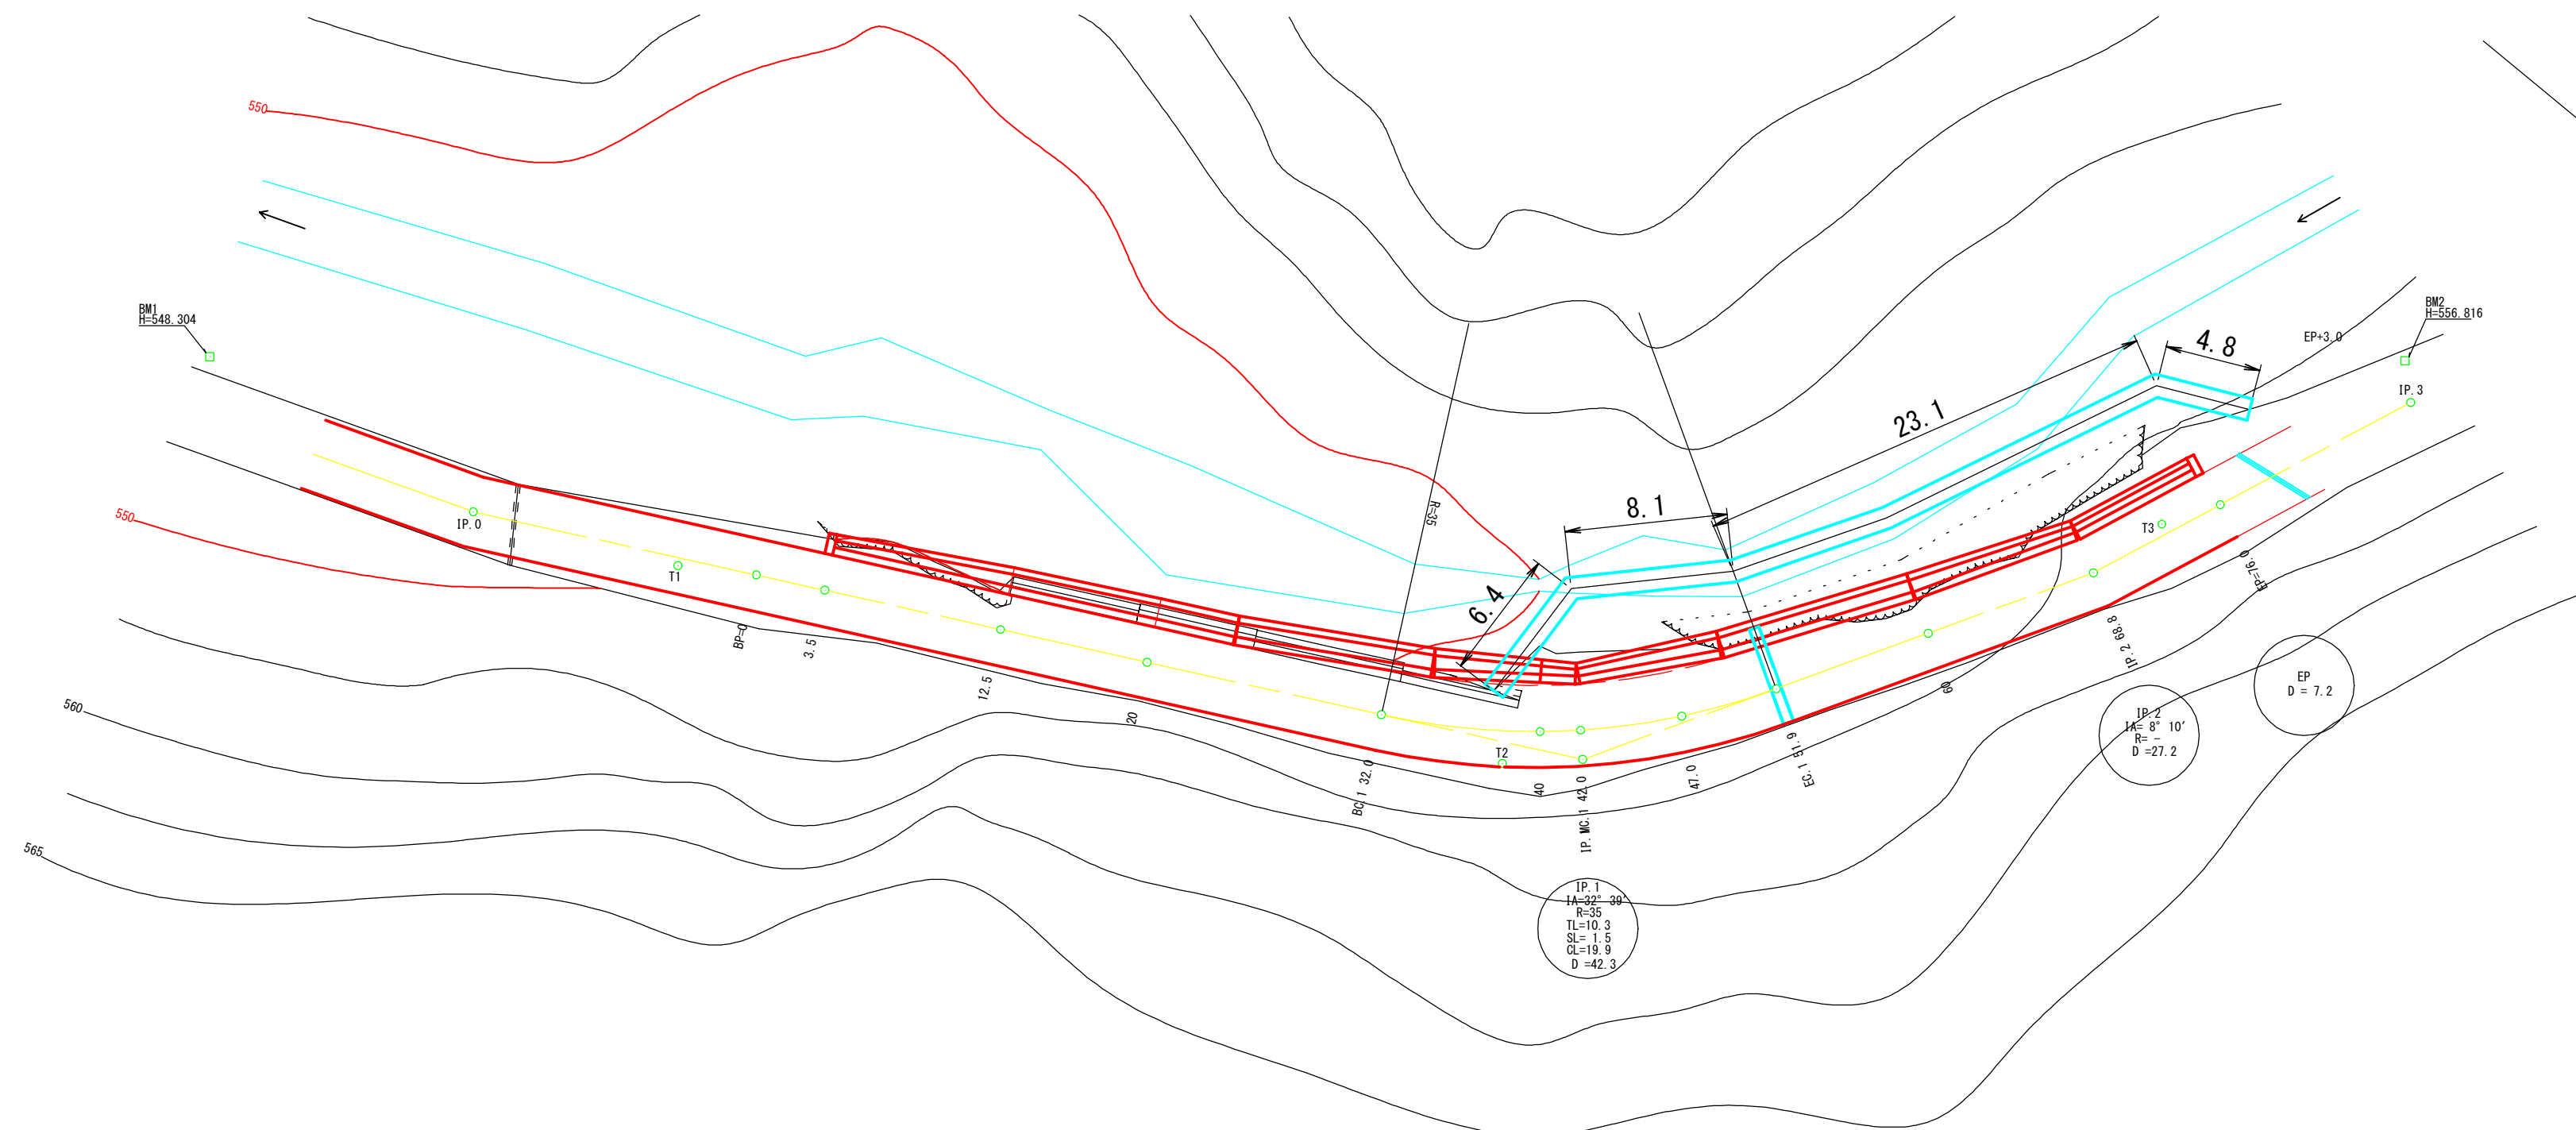 550
BM1
H=548.304
BM2
H=556.816
EP+3.0
4.8
23.1
8.1
6.4
R=35
IP.3
IP.0
T1
T3
550
BP=0
3.5
12.5
20
BC.1 32.0
T2
40
IP.MC.1 42.0
47.0
EC.1 51.9
60
IP.2 68.8
EP=76.0
560
565
EP
D = 7.2
IP.2
IA= 8° 10′
R= -
D =27.2
IP.1
IA=32° 39′
R=35
TL=10.3
SL= 1.5
CL=19.9
D =42.3